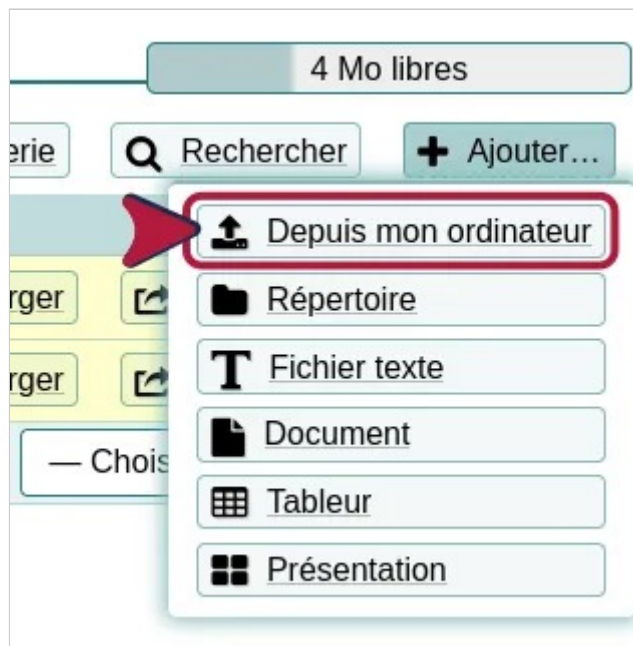 4 Mo libres
erie
Rechercher
Ajouter…
Depuis mon ordinateur
rger
Répertoire
Fichier texte
rger
Document
— Chois
Tableur
Présentation